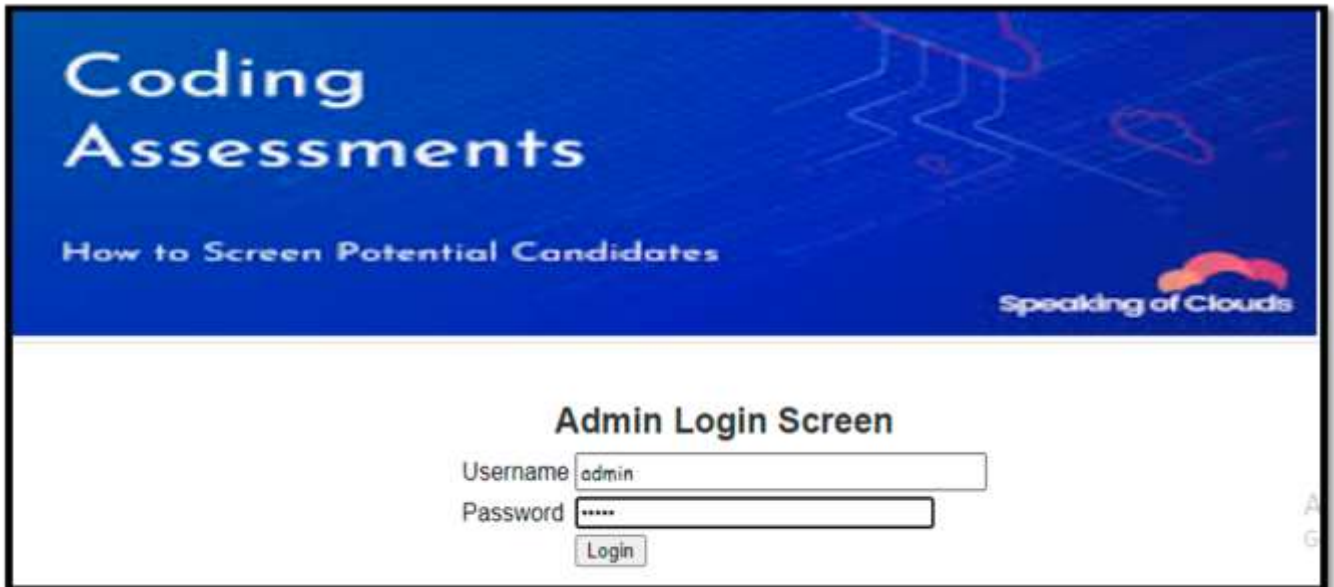 Coding
Assessments
How to Screen Potential Candidates
Speaking of Clouds
Admin Login Screen
Username admin
Password •••••
Login
A
G